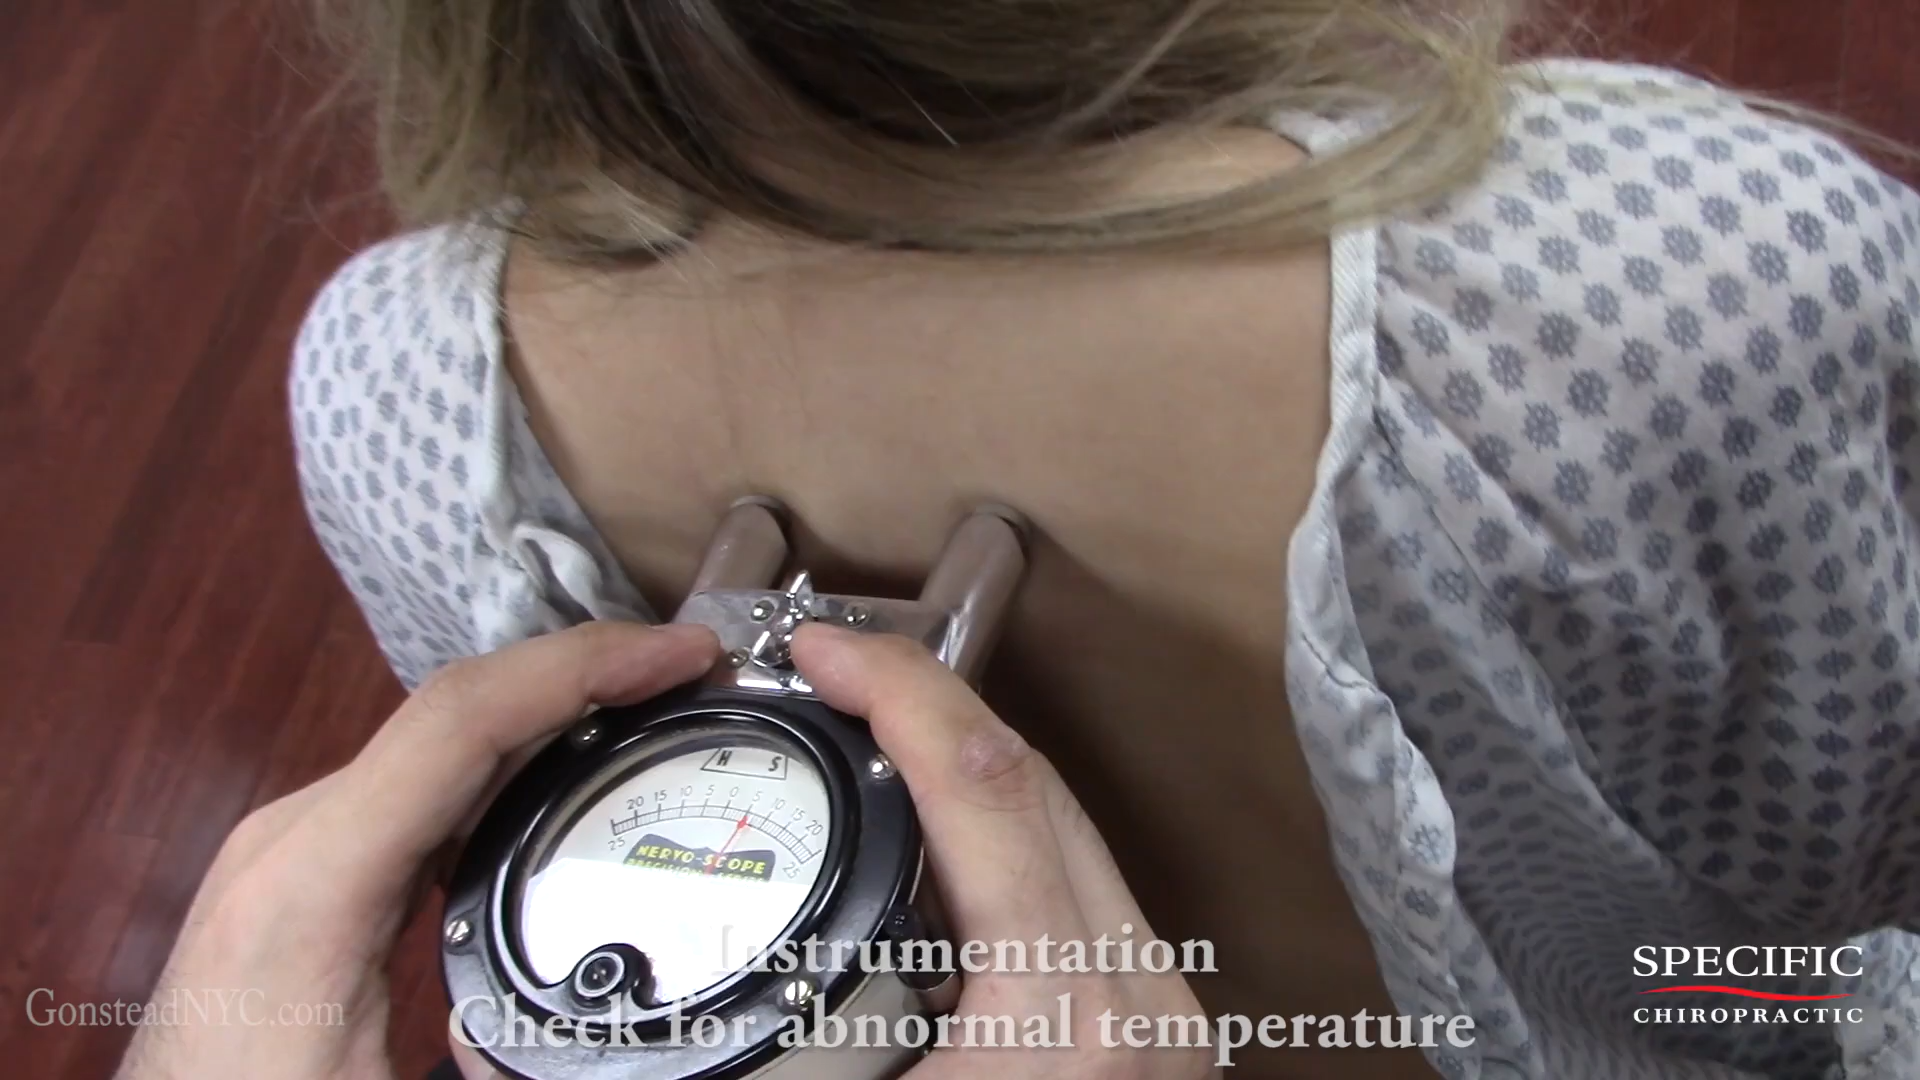 H S
25 20 15 10 5 0 5 10 15 20 25
NERVO-SCOPE
Instrumentation
Check for abnormal temperature
GonsteadNYC.com
SPECIFIC
CHIROPRACTIC